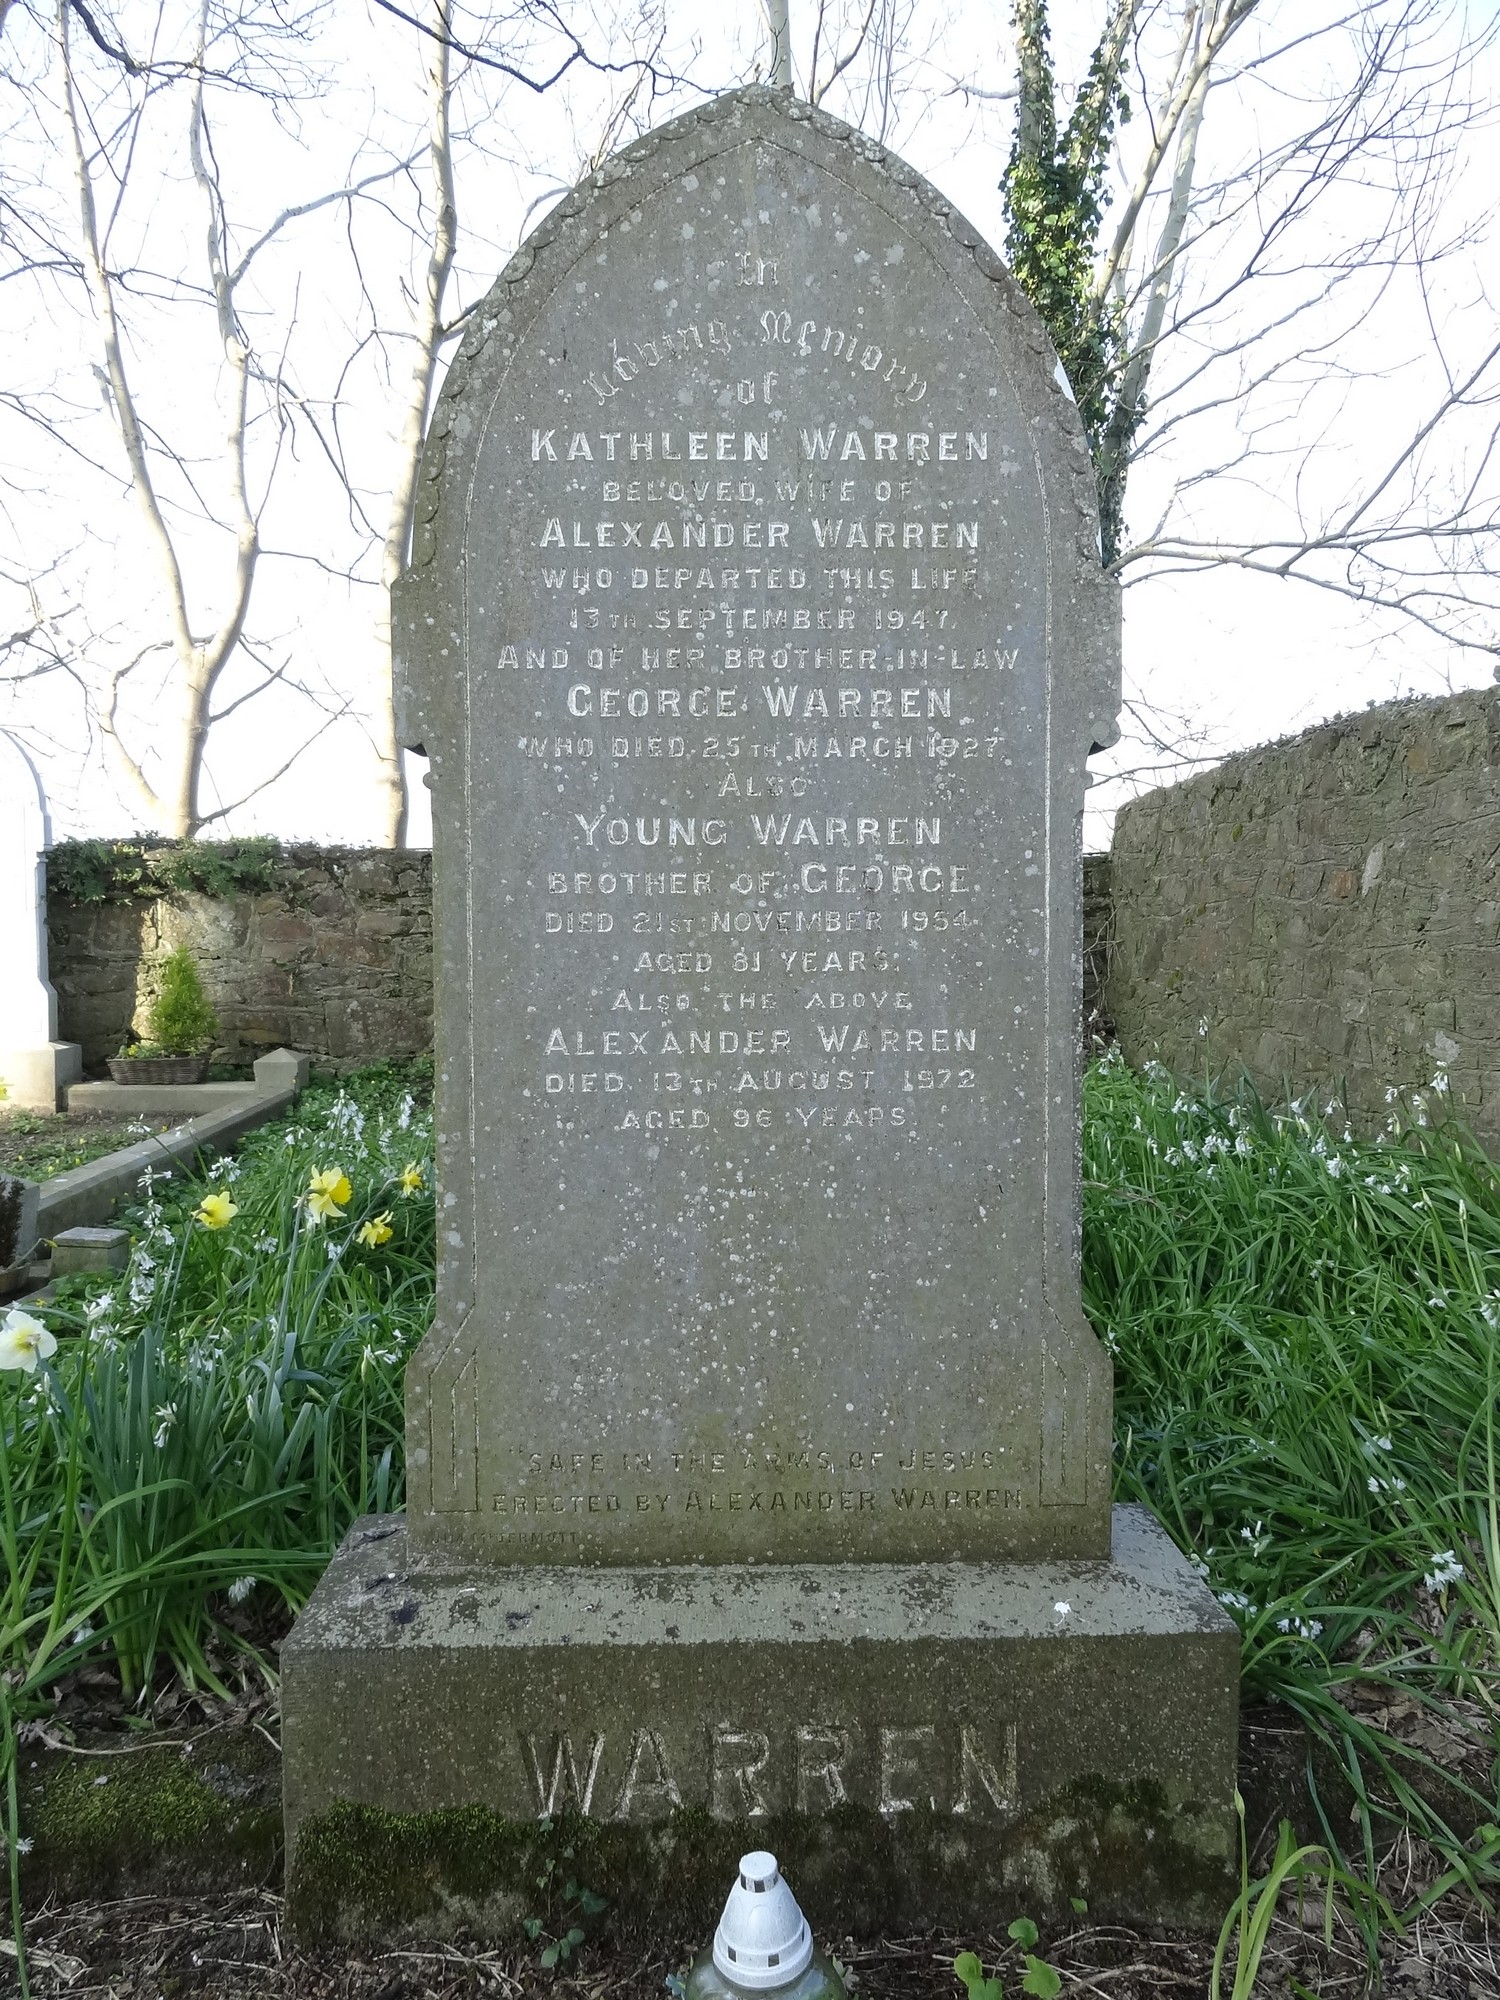 In
Loving Memory
of
KATHLEEN WARREN
BELOVED WIFE OF
ALEXANDER WARREN
WHO DEPARTED THIS LIFE
13TH SEPTEMBER 1947.
AND OF HER BROTHER-IN-LAW
GEORGE WARREN
WHO DIED 25TH MARCH 1927.
ALSO
YOUNG WARREN
BROTHER OF GEORGE.
DIED 21ST NOVEMBER 1954
AGED 81 YEARS.
ALSO THE ABOVE
ALEXANDER WARREN
DIED 13TH AUGUST 1972
AGED 96 YEARS
"SAFE IN THE ARMS OF JESUS"
ERECTED BY ALEXANDER WARREN.
WARREN